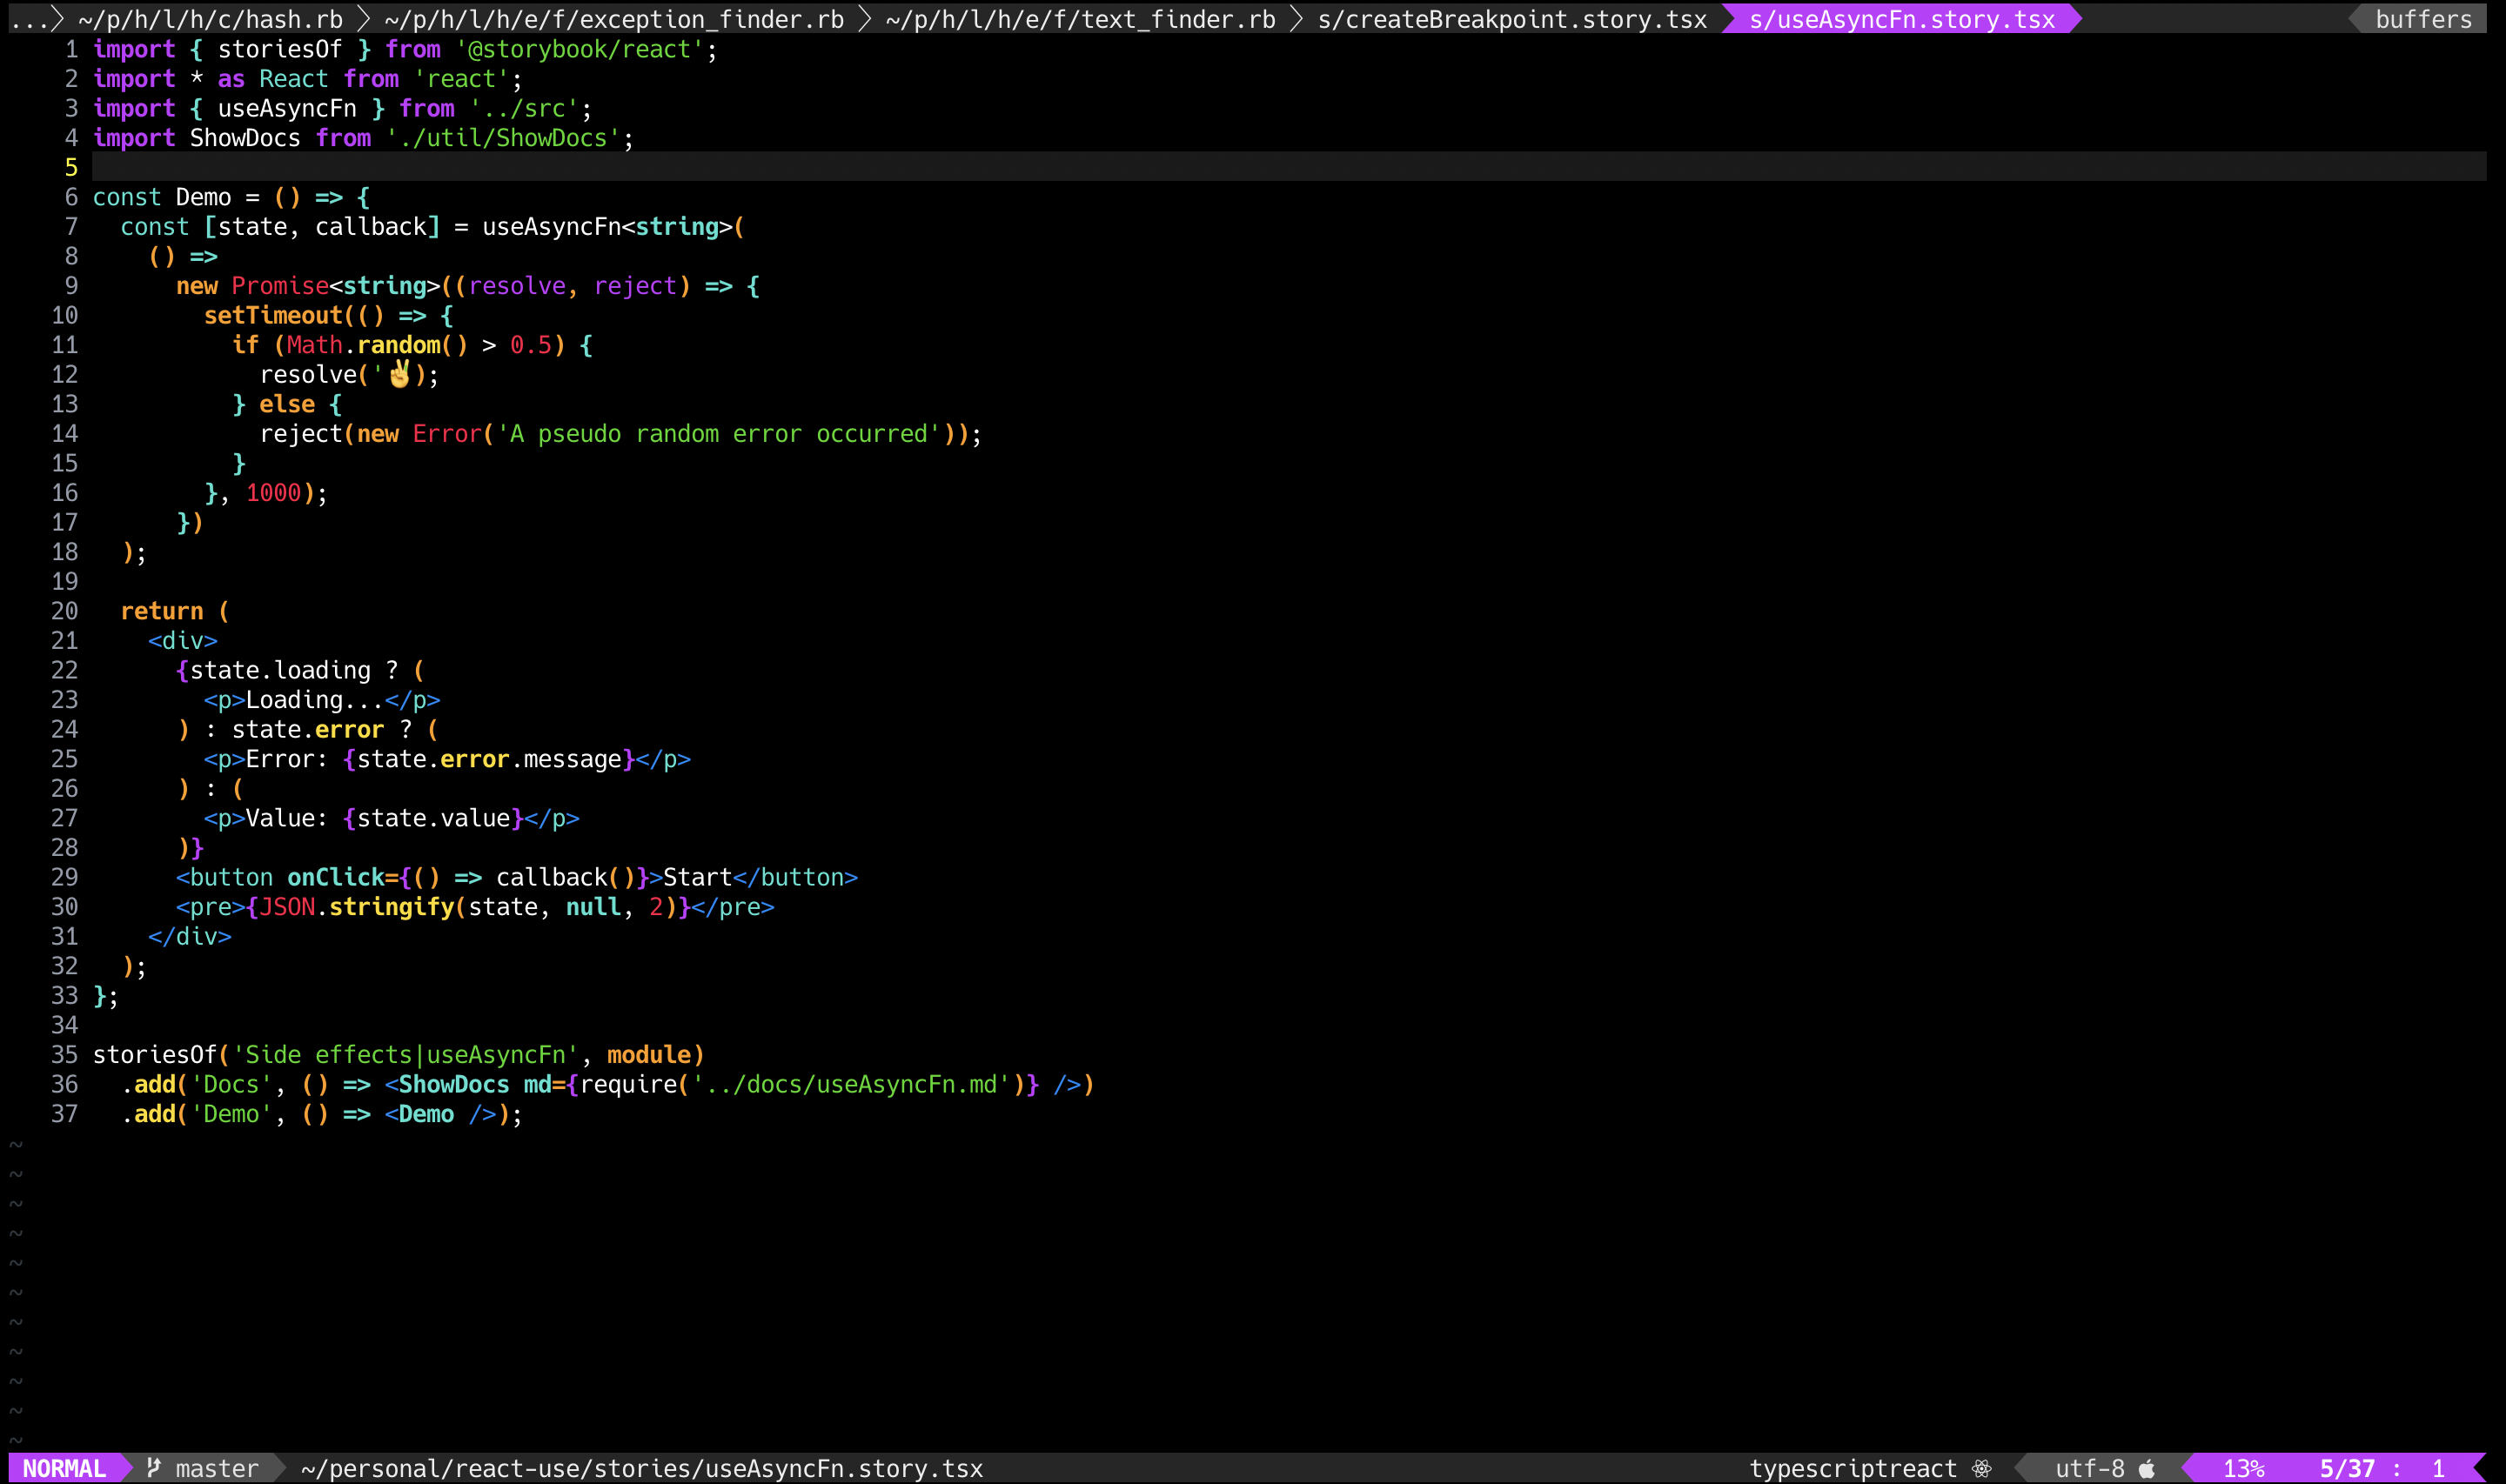 ...> ~/p/h/l/h/c/hash.rb > ~/p/h/l/h/e/f/exception_finder.rb > ~/p/h/l/h/e/f/text_finder.rb > s/createBreakpoint.story.tsx s/useAsyncFn.story.tsx buffers
1 import { storiesOf } from '@storybook/react';
2 import * as React from 'react';
3 import { useAsyncFn } from '../src';
4 import ShowDocs from './util/ShowDocs';
5
6 const Demo = () => {
7   const [state, callback] = useAsyncFn<string>(
8     () =>
9       new Promise<string>((resolve, reject) => {
10         setTimeout(() => {
11           if (Math.random() > 0.5) {
12             resolve('✌️);
13           } else {
14             reject(new Error('A pseudo random error occurred'));
15           }
16         }, 1000);
17       })
18   );
19
20   return (
21     <div>
22       {state.loading ? (
23         <p>Loading...</p>
24       ) : state.error ? (
25         <p>Error: {state.error.message}</p>
26       ) : (
27         <p>Value: {state.value}</p>
28       )}
29       <button onClick={() => callback()}>Start</button>
30       <pre>{JSON.stringify(state, null, 2)}</pre>
31     </div>
32   );
33 };
34
35 storiesOf('Side effects|useAsyncFn', module)
36   .add('Docs', () => <ShowDocs md={require('../docs/useAsyncFn.md')} />)
37   .add('Demo', () => <Demo />);
~
~
~
~
~
~
~
~
~
~
~
NORMAL master ~/personal/react-use/stories/useAsyncFn.story.tsx typescriptreact utf-8 13% 5/37 : 1